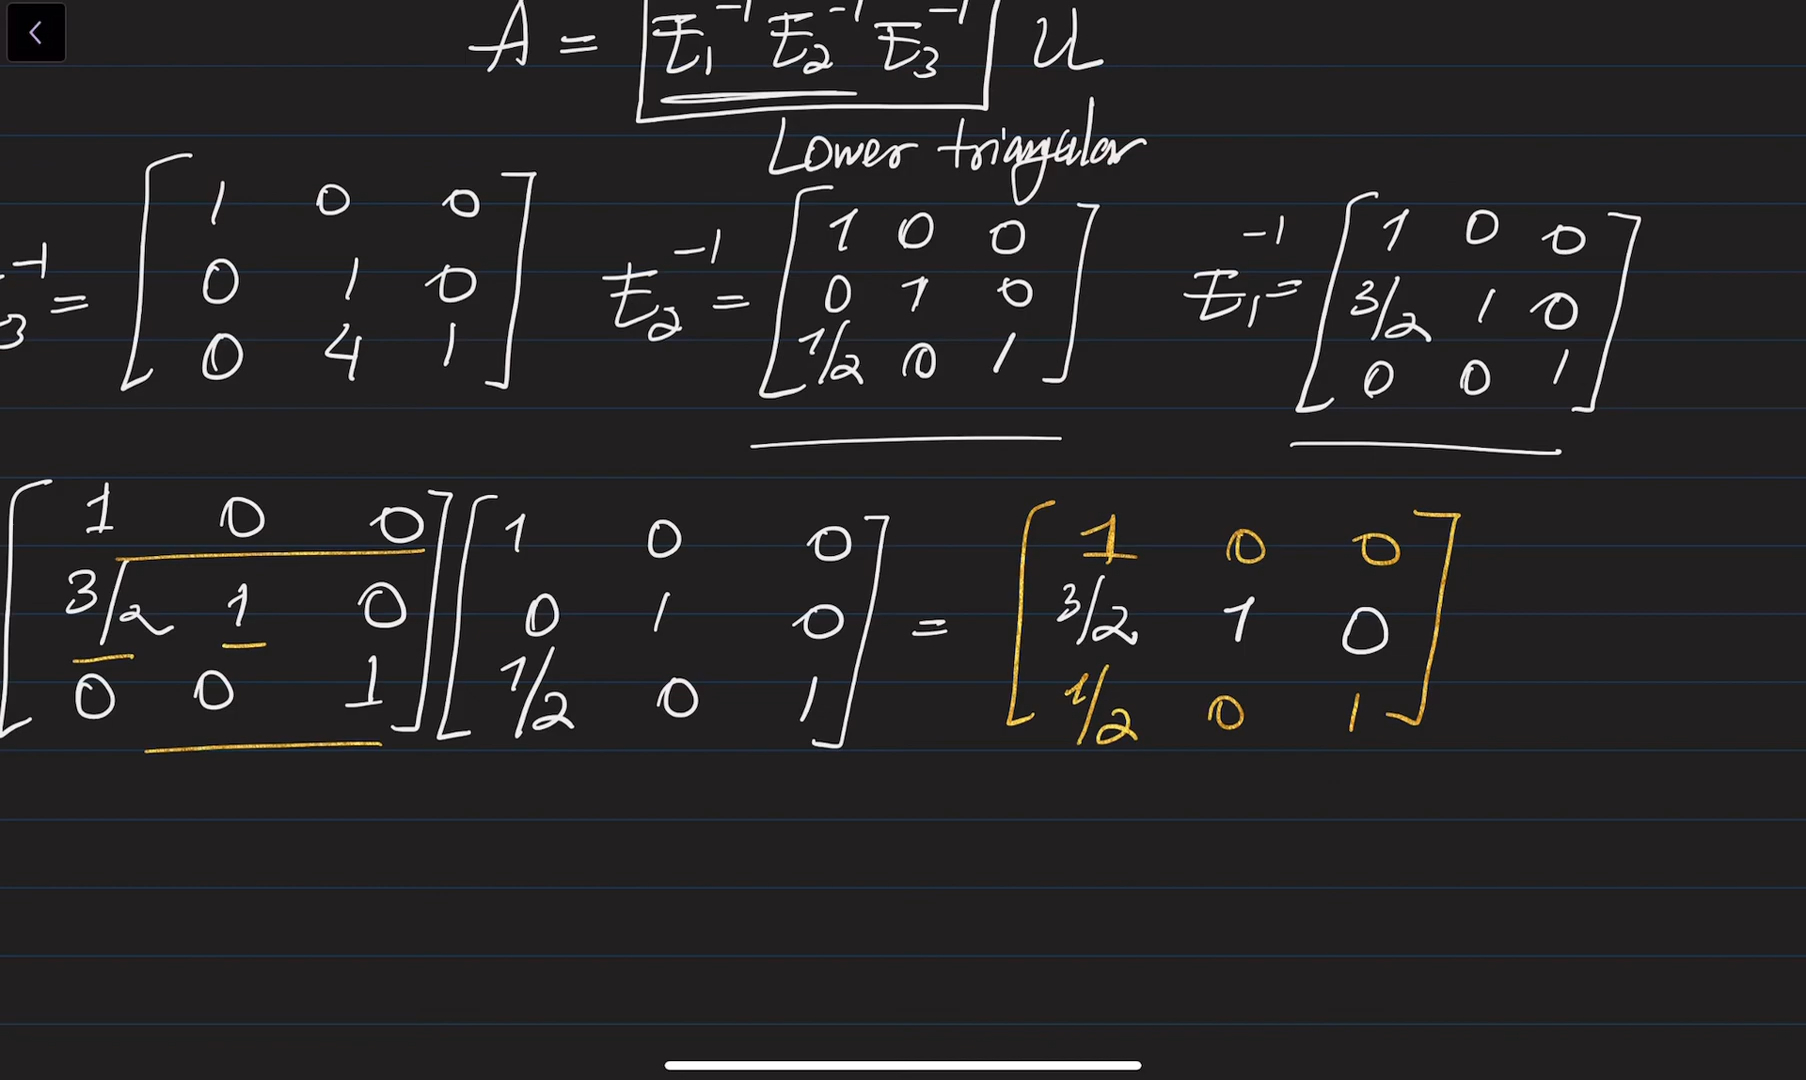 A = [E₁⁻¹ E₂⁻¹ E₃⁻¹] U
Lower triangular
₃⁻¹ = [1 0 0; 0 1 0; 0 4 1] E₂⁻¹ = [1 0 0; 0 1 0; 1/2 0 1] E₁⁻¹ = [1 0 0; 3/2 1 0; 0 0 1]
[1 0 0; 3/2 1 0; 0 0 1] [1 0 0; 0 1 0; 1/2 0 1] = [1 0 0; 3/2 1 0; 1/2 0 1]